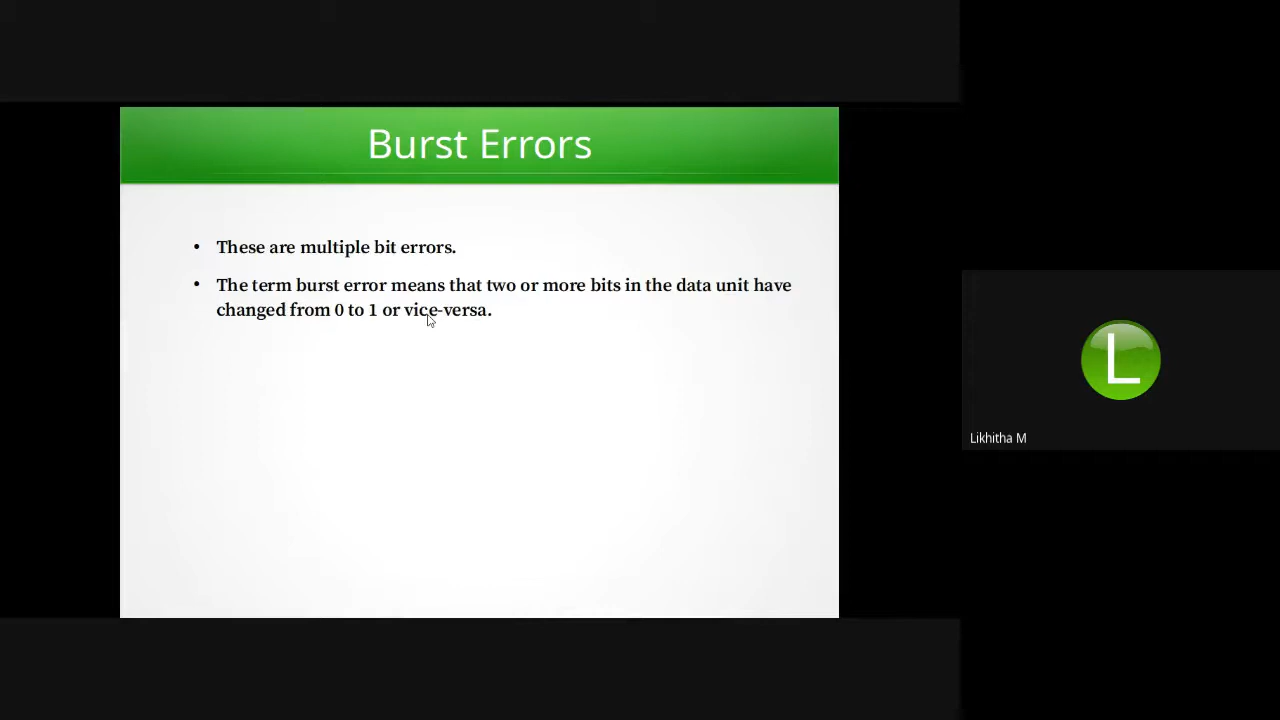 Burst Errors
• These are multiple bit errors.
• The term burst error means that two or more bits in the data unit have
changed from 0 to 1 or vice-versa.
L
Likhitha M